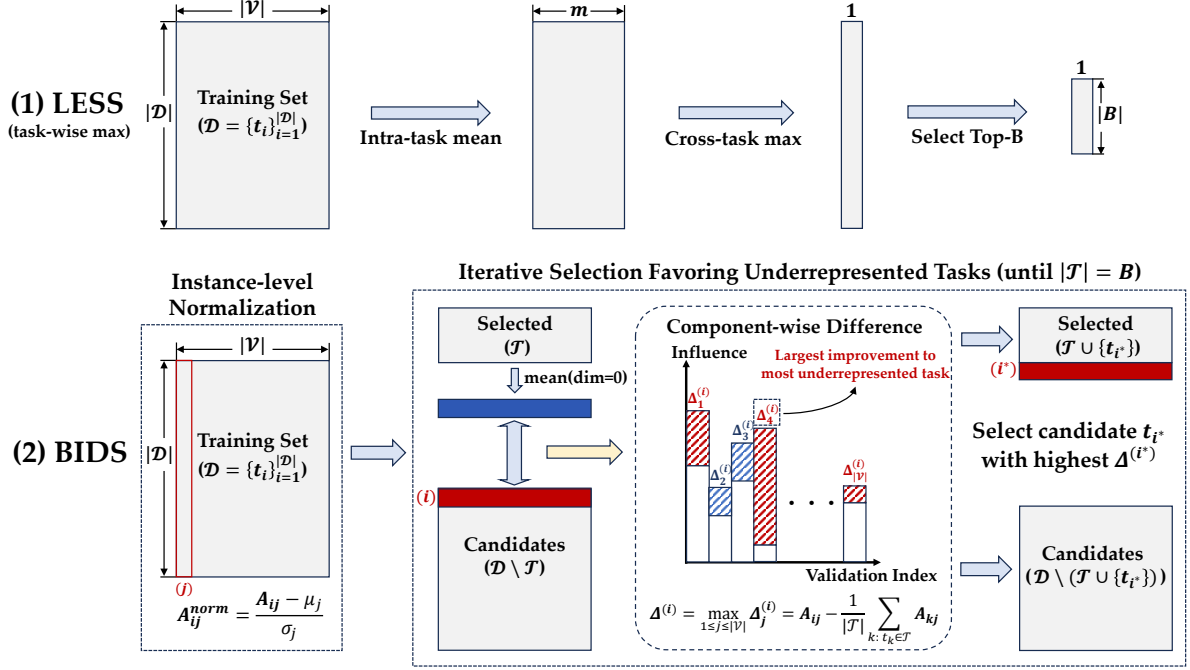 |𝒱|
m
1
(1) LESS
(task-wise max)
|𝒟|
Training Set
(𝒟 = {t_i}_{i=1}^{|𝒟|})
Intra-task mean
Cross-task max
Select Top-B
1
|B|
Instance-level
Normalization
Iterative Selection Favoring Underrepresented Tasks (until |𝒯| = B)
|𝒱|
(2) BIDS
|𝒟|
Training Set
(𝒟 = {t_i}_{i=1}^{|𝒟|})
(j)
A_{ij}^{norm} = \frac{A_{ij} − μ_j}{σ_j}
Selected
(𝒯)
mean(dim=0)
(i)
Candidates
(𝒟 \ 𝒯)
Component-wise Difference
Influence
Largest improvement to
most underrepresented task
Δ_1^{(i)}
Δ_2^{(i)}
Δ_3^{(i)}
Δ_4^{(i)}
. . .
Δ_{|𝒱|}^{(i)}
Validation Index
Δ^{(i)} = \max_{1≤j≤|𝒱|} Δ_j^{(i)} = A_{ij} − \frac{1}{|𝒯|} \sum_{k: t_k∈𝒯} A_{kj}
Selected
(𝒯 ∪ {t_{i*}})
(i*)
Select candidate t_{i*}
with highest Δ^{(i*)}
Candidates
(𝒟 \ (𝒯 ∪ {t_{i*}}))